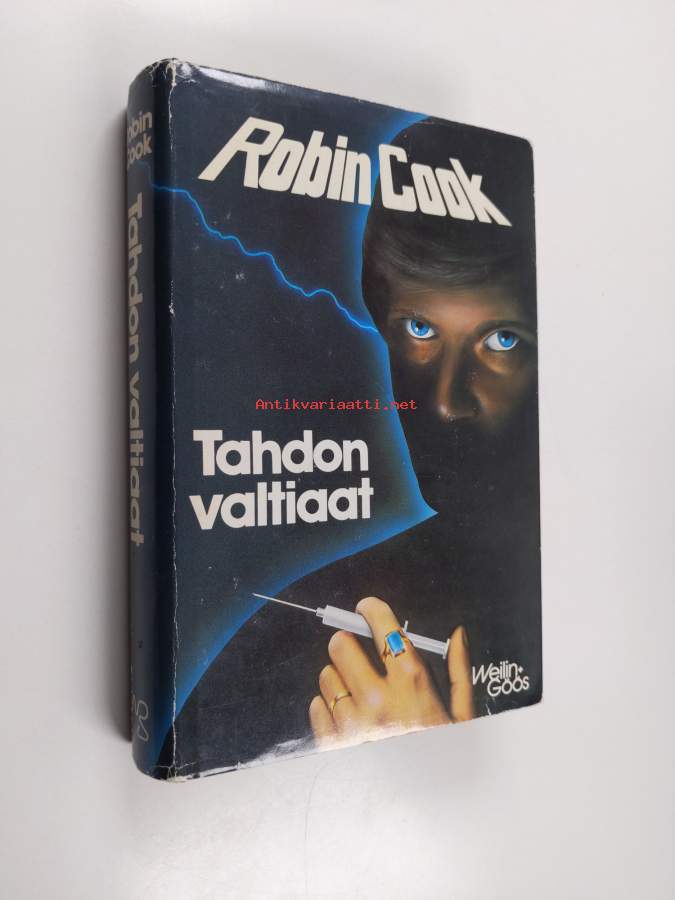 Robin Cook
Tahdon
valtiaat
Weilin+
Göös
Robin
Cook
Tahdon valtiaat
Antikvariaatti.net